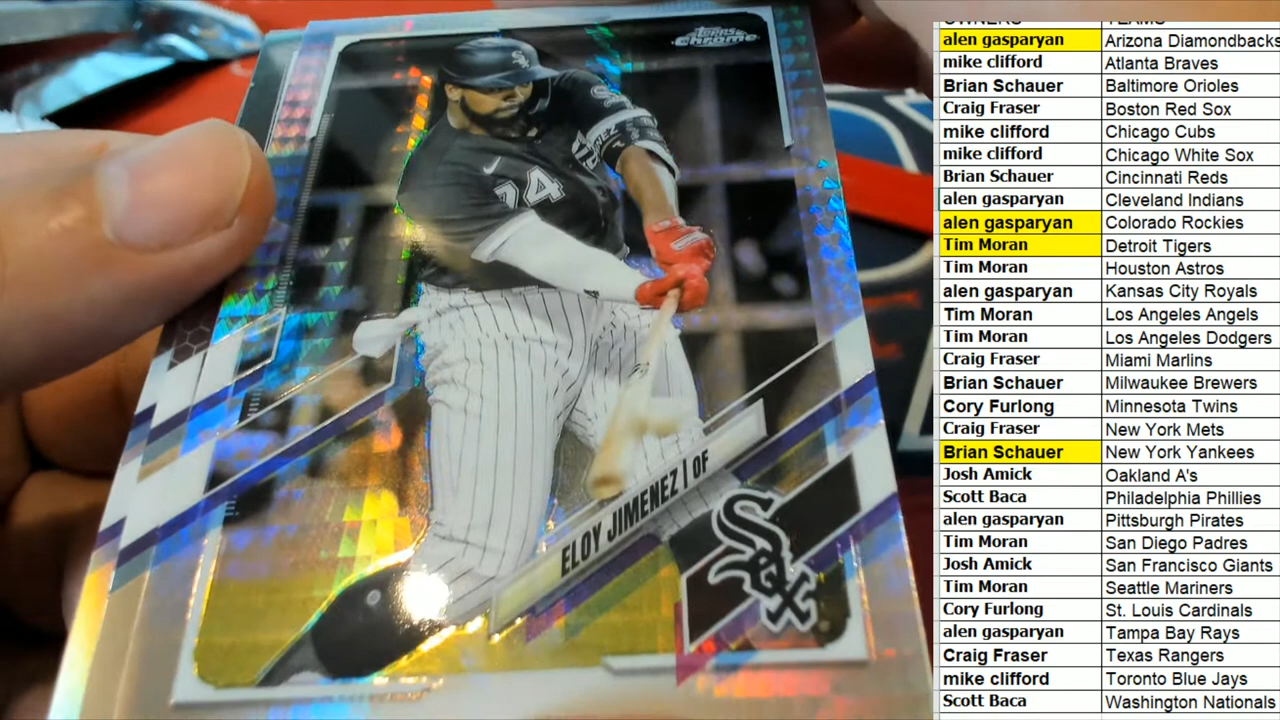 Topps
Chrome
Sox
Sox
74
ELOY JIMENEZ | OF
SOX
OWNERS TEAMS
alen gasparyan Arizona Diamondbacks
mike clifford Atlanta Braves
Brian Schauer Baltimore Orioles
Craig Fraser Boston Red Sox
mike clifford Chicago Cubs
mike clifford Chicago White Sox
Brian Schauer Cincinnati Reds
alen gasparyan Cleveland Indians
alen gasparyan Colorado Rockies
Tim Moran Detroit Tigers
Tim Moran Houston Astros
alen gasparyan Kansas City Royals
Tim Moran Los Angeles Angels
Tim Moran Los Angeles Dodgers
Craig Fraser Miami Marlins
Brian Schauer Milwaukee Brewers
Cory Furlong Minnesota Twins
Craig Fraser New York Mets
Brian Schauer New York Yankees
Josh Amick Oakland A's
Scott Baca Philadelphia Phillies
alen gasparyan Pittsburgh Pirates
Tim Moran San Diego Padres
Josh Amick San Francisco Giants
Tim Moran Seattle Mariners
Cory Furlong St. Louis Cardinals
alen gasparyan Tampa Bay Rays
Craig Fraser Texas Rangers
mike clifford Toronto Blue Jays
Scott Baca Washington Nationals